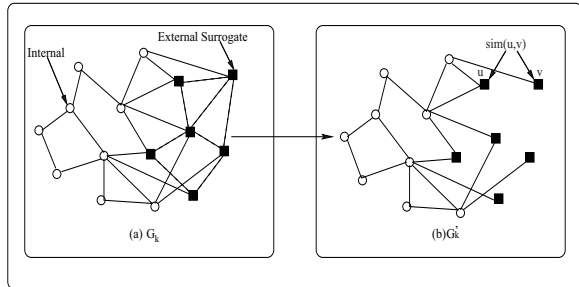 External Surrogate
Internal
sim(u,v)
u
v
(a) G_k
(b)G_k'